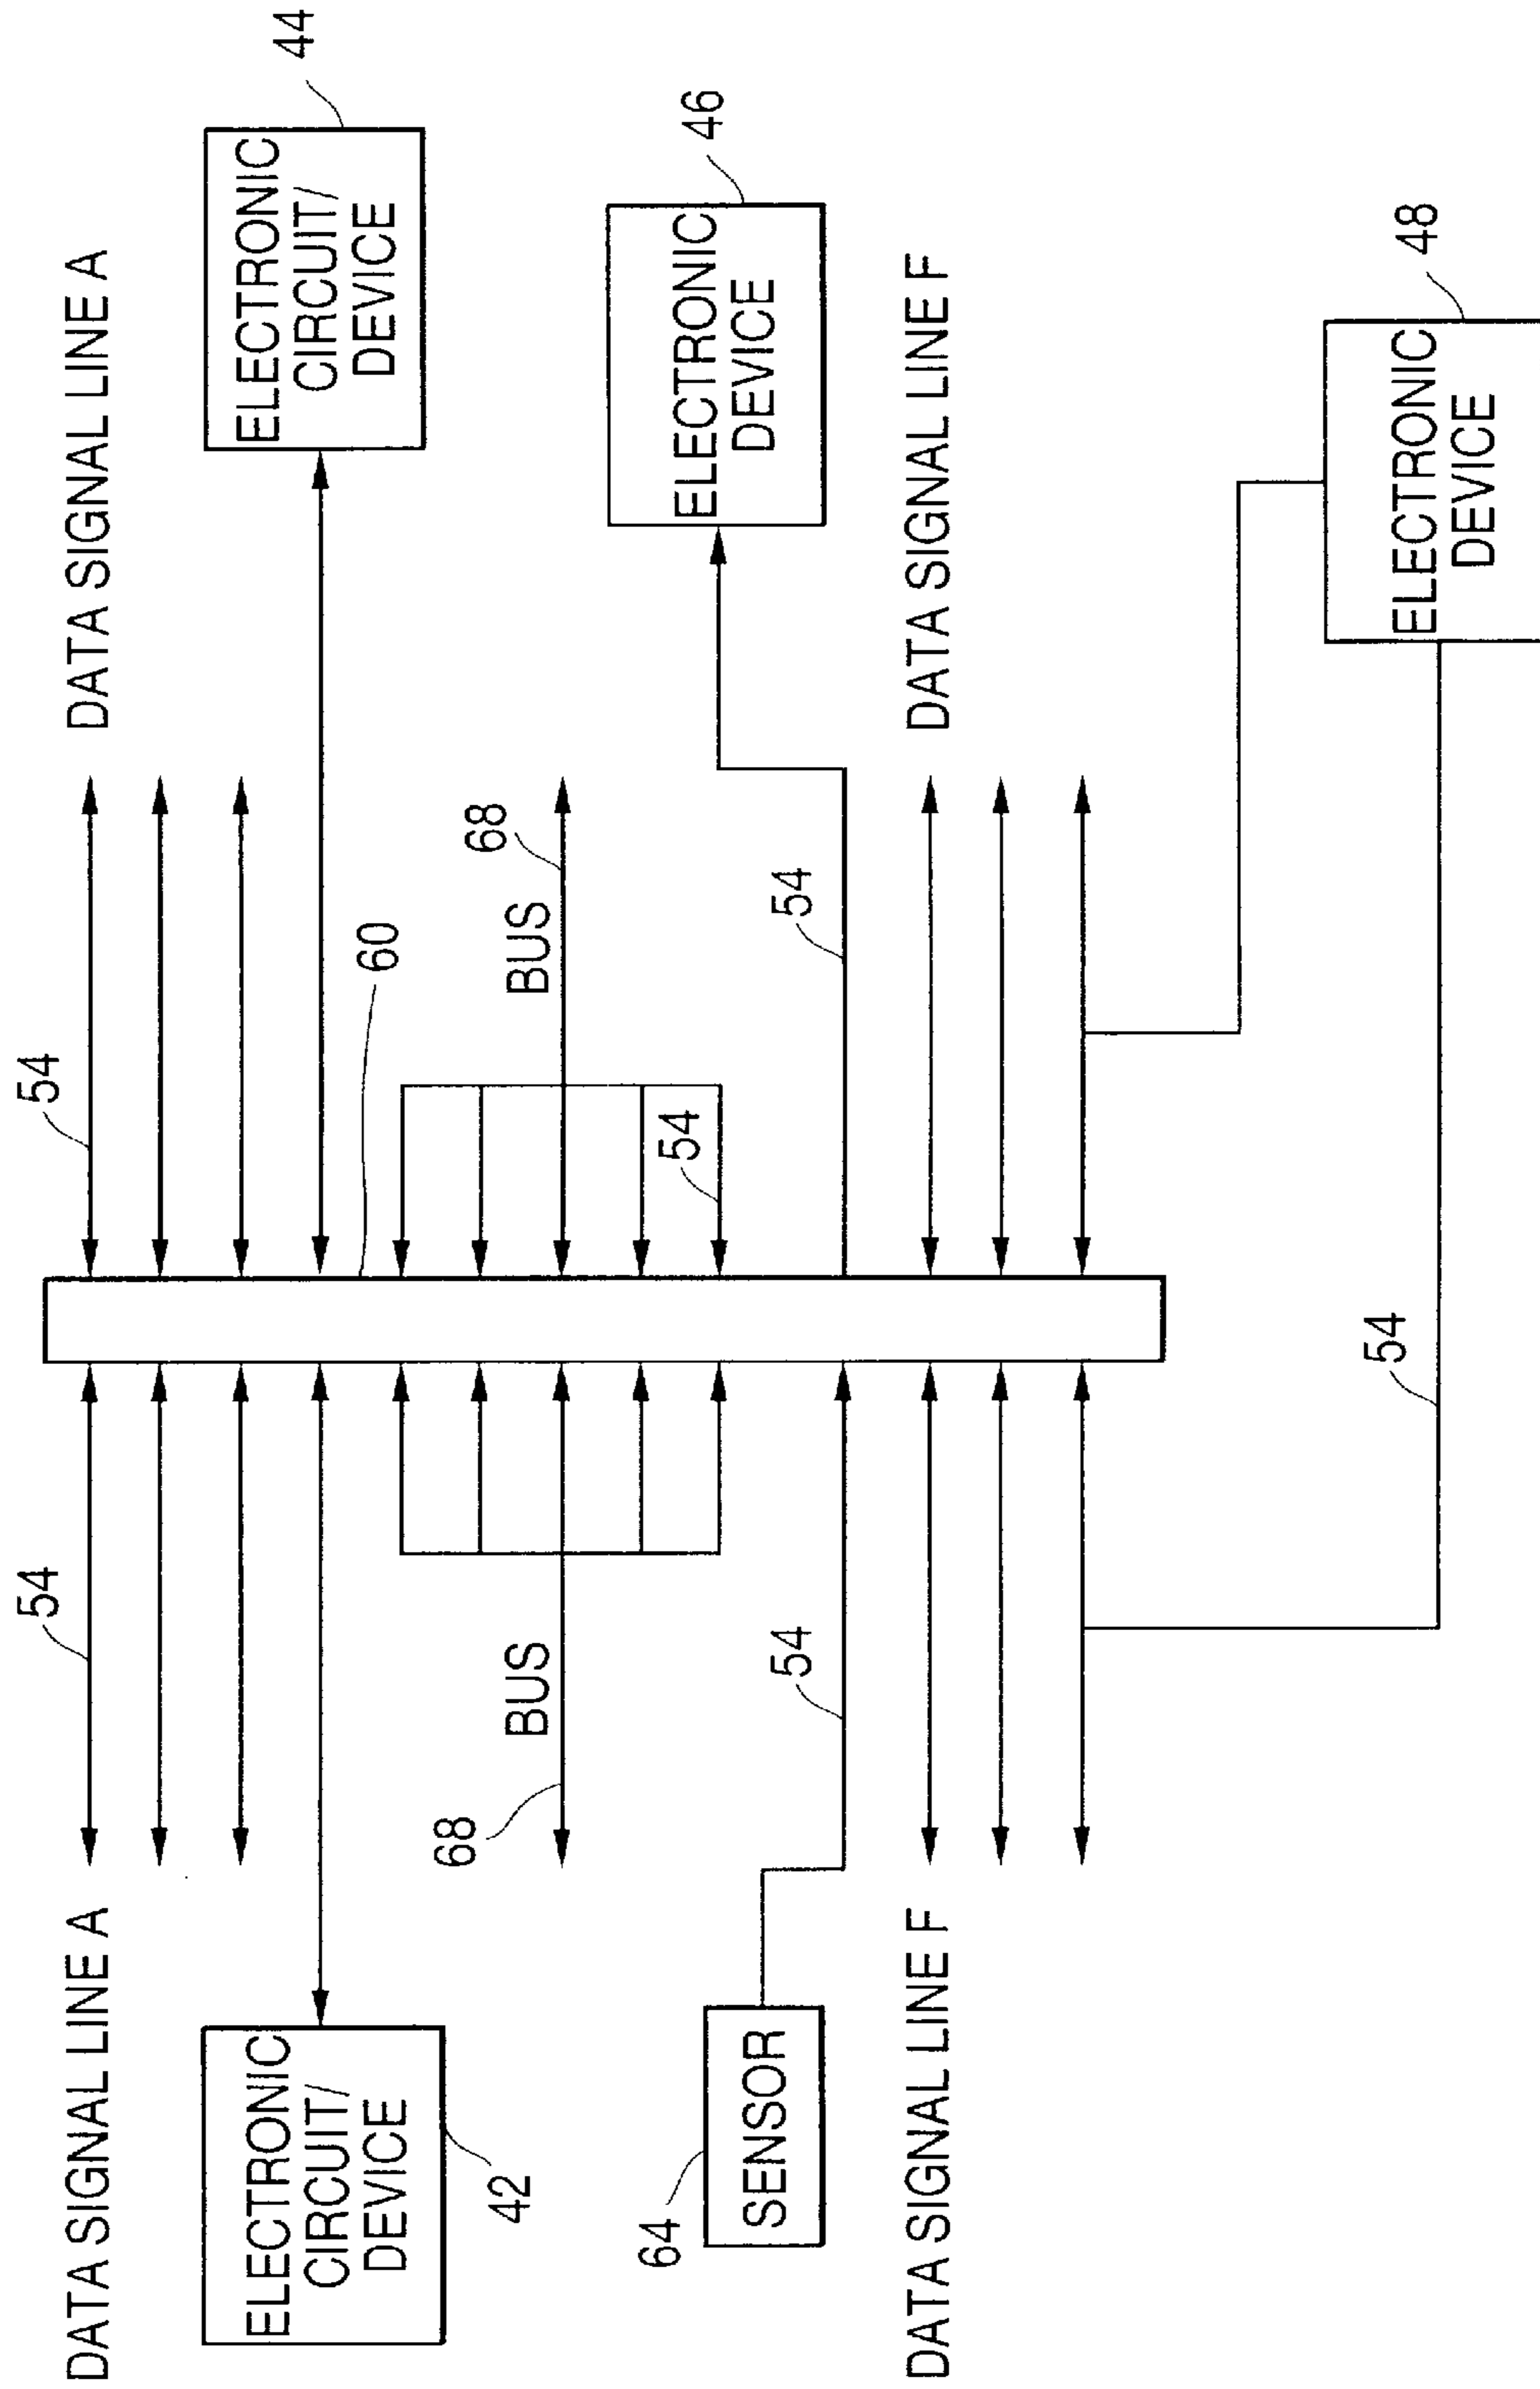 54
54
DATA SIGNAL LINE A
DATA SIGNAL LINE A
44
ELECTRONIC
CIRCUIT/
DEVICE
ELECTRONIC
CIRCUIT/
DEVICE
60
68
68
42
BUS
BUS
64
54
46
ELECTRONIC
DEVICE
SENSOR
54
54
DATA SIGNAL LINE F
DATA SIGNAL LINE F
54
48
ELECTRONIC
DEVICE